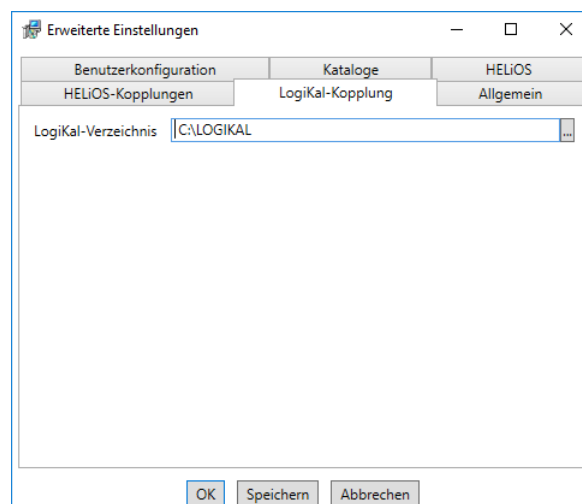 Erweiterte Einstellungen
Benutzerkonfiguration Kataloge HELiOS
HELiOS-Kopplungen LogiKal-Kopplung Allgemein
LogiKal-Verzeichnis C:\LOGIKAL ...
OK Speichern Abbrechen